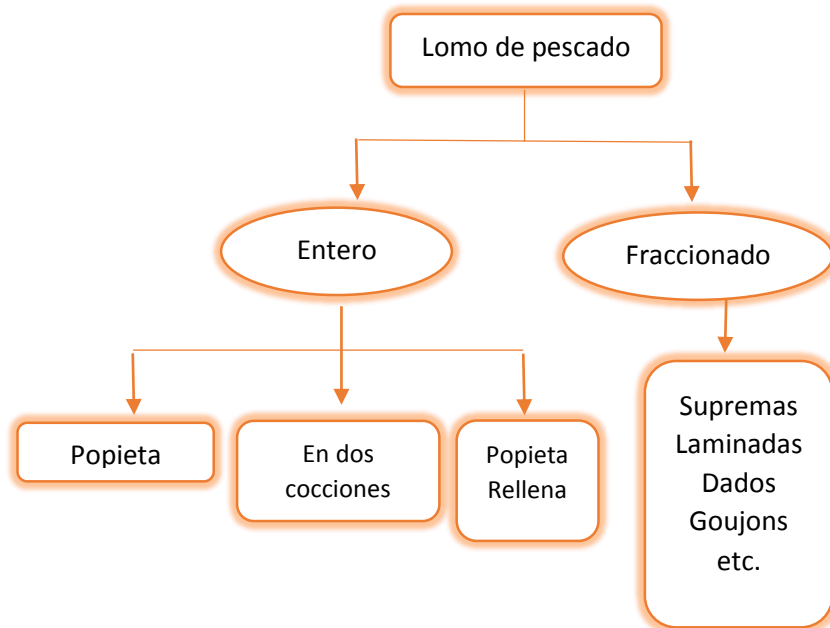 Lomo de pescado
Entero
Fraccionado
Popieta
En dos
cocciones
Popieta
Rellena
Supremas
Laminadas
Dados
Goujons
etc.